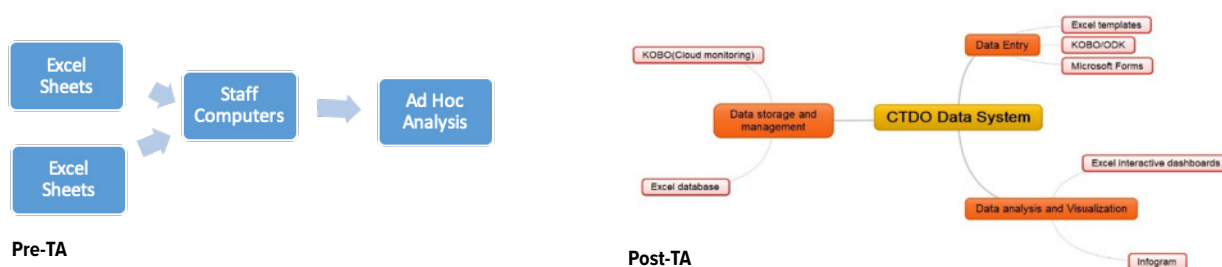 Excel
Sheets
Excel
Sheets
Staff
Computers
Ad Hoc
Analysis
Pre-TA
KOBO(Cloud monitoring)
Data storage and
management
Excel database
CTDO Data System
Data Entry
Excel templates
KOBO/ODK
Microsoft Forms
Data analysis and Visualization
Excel Interactive dashboards
Infogram
Post-TA